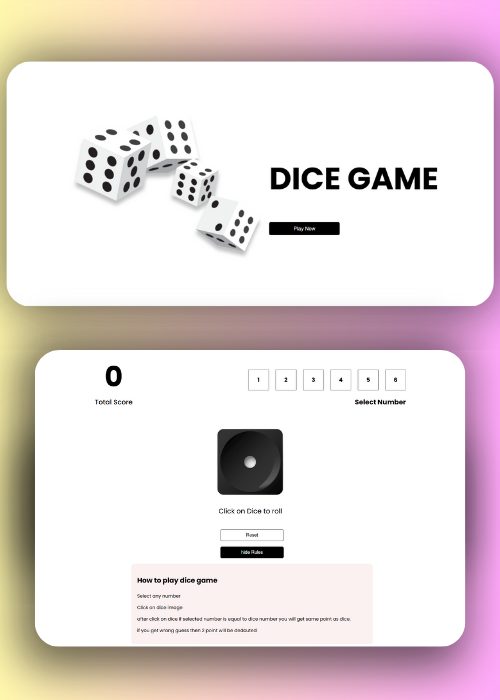 DICE GAME
Play Now
0
1 2 3 4 5 6
Total Score
Select Number
Click on Dice to roll
Reset
hide Rules
How to play dice game
Select any number
Click on dice image
after click on dice if selected number is equal to dice number you will get same point as dice.
if you get wrong guess then 2 point will be dedcuted